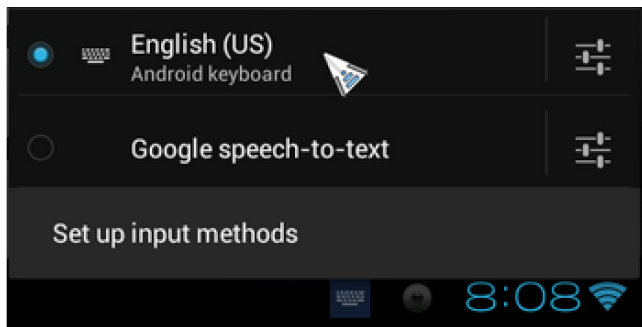 English (US)
Android keyboard
Google speech-to-text
Set up input methods
8:08